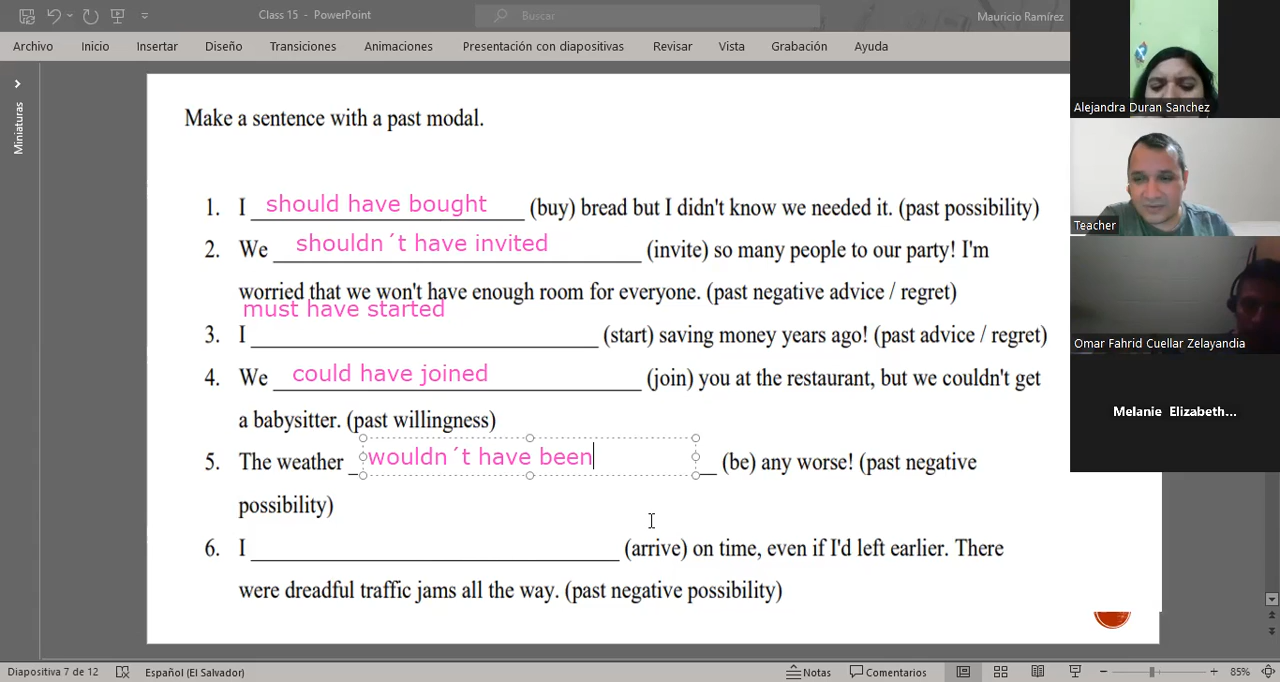 Class 15 - PowerPoint
Buscar
Mauricio Ramírez
Archivo Inicio Insertar Diseño Transiciones Animaciones Presentación con diapositivas Revisar Vista Grabación Ayuda
Miniaturas
Make a sentence with a past modal.
1. I should have bought (buy) bread but I didn't know we needed it. (past possibility)
2. We shouldn´t have invited (invite) so many people to our party! I'm
worried that we won't have enough room for everyone. (past negative advice / regret)
must have started
3. I ____ (start) saving money years ago! (past advice / regret)
4. We could have joined (join) you at the restaurant, but we couldn't get
a babysitter. (past willingness)
5. The weather wouldn´t have been (be) any worse! (past negative
possibility)
6. I ____ (arrive) on time, even if I'd left earlier. There
were dreadful traffic jams all the way. (past negative possibility)
Alejandra Duran Sanchez
Teacher
Omar Fahrid Cuellar Zelayandia
Melanie Elizabeth...
Diapositiva 7 de 12 Español (El Salvador) Notas Comentarios 85%